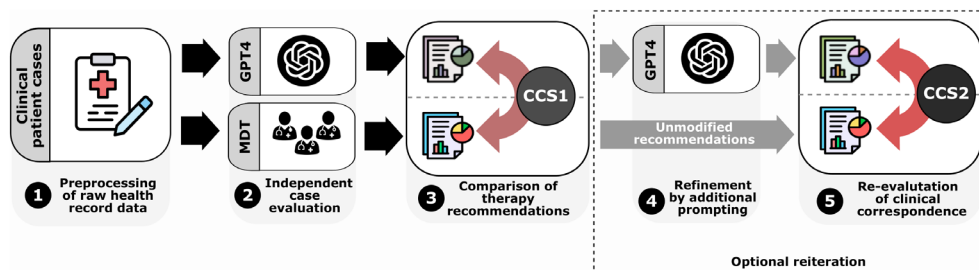 Clinical
patient cases
GPT4
MDT
CCS1
GPT4
Unmodified
recommendations
CCS2
1
Preprocessing
of raw health
record data
2
Independent
case evaluation
3
Comparison of
therapy
recommendations
4
Refinement
by additional
prompting
5
Re-evalutation
of clinical
correspondence
Optional reiteration